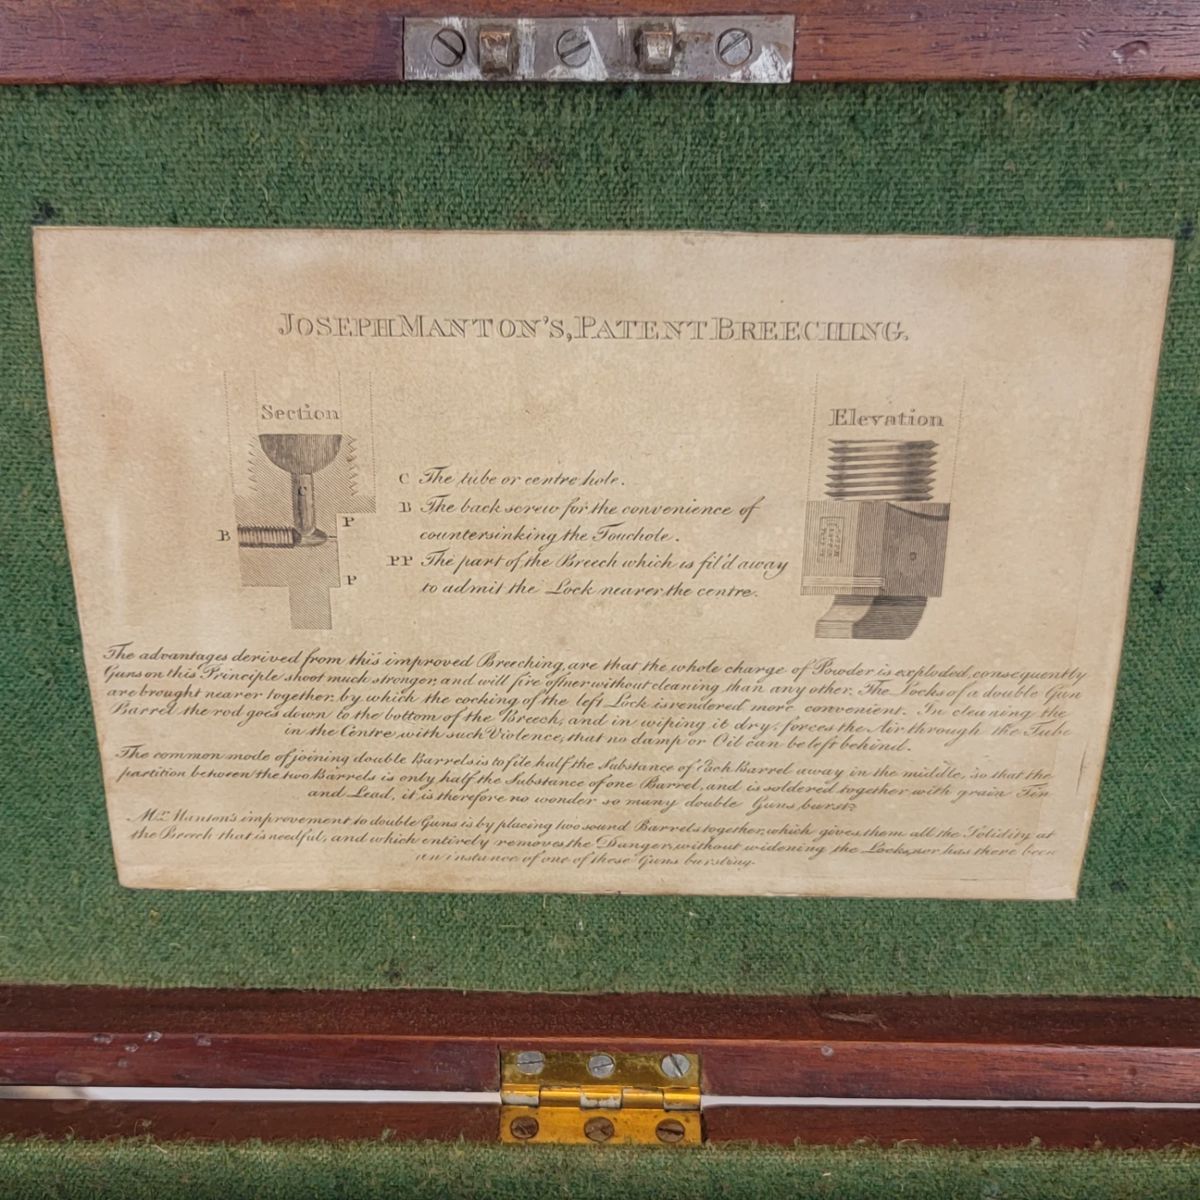 JOSEPH MANTON'S, PATENT BREECHING.
Section
Elevation
C
B
P
P
C The tube or centre hole.
B The back screw for the convenience of
countersinking the Touchole.
PP The part of the Breech which is fil'd away
to admit the Lock nearer the centre.
The advantages derived from this improved Breeching, are that the whole charge of Powder is exploded, consequently
Guns on this Principle shoot much stronger, and will fire oftner without cleaning than any other. The Locks of a double Gun
are brought nearer together, by which the cocking of the left Lock is rendered more convenient. In cleaning the
Barrel the rod goes down to the bottom of the Breech, and in wiping it dry, forces the Air through the Tube
in the Centre with such Violence, that no damp or Oil can be left behind.
The common mode of joining double Barrels is to file half the Substance of Each Barrel away in the middle, so that the
partition between the two Barrels is only half the Substance of one Barrel, and is soldered together with grain Tin
and Lead, it is therefore no wonder so many double Guns burst.
Mr. Manton's improvement to double Guns is by placing two sound Barrels together, which gives them all the Solidity at
the Breech that is needful, and which entirely removes the Danger, without widening the Locks, nor has there been
an instance of one of these Guns bursting.